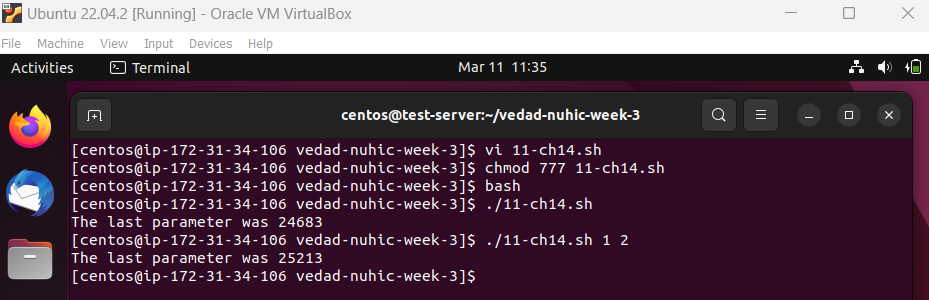 Ubuntu 22.04.2 [Running] - Oracle VM VirtualBox
File Machine View Input Devices Help
Activities Terminal Mar 11 11:35
centos@test-server:~/vedad-nuhic-week-3
[centos@ip-172-31-34-106 vedad-nuhic-week-3]$ vi 11-ch14.sh
[centos@ip-172-31-34-106 vedad-nuhic-week-3]$ chmod 777 11-ch14.sh
[centos@ip-172-31-34-106 vedad-nuhic-week-3]$ bash
[centos@ip-172-31-34-106 vedad-nuhic-week-3]$ ./11-ch14.sh
The last parameter was 24683
[centos@ip-172-31-34-106 vedad-nuhic-week-3]$ ./11-ch14.sh 1 2
The last parameter was 25213
[centos@ip-172-31-34-106 vedad-nuhic-week-3]$